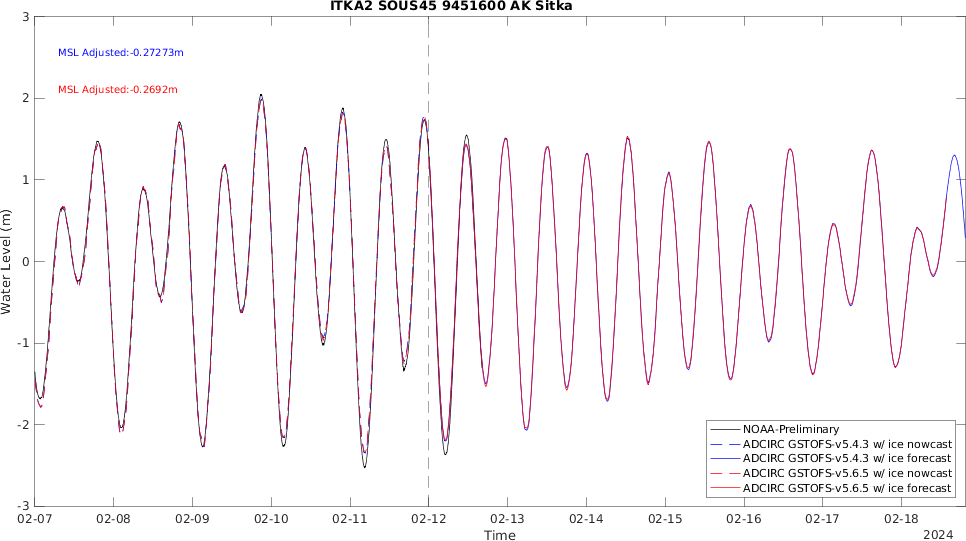 ITKA2 SOUS45 9451600 AK Sitka
MSL Adjusted:-0.27273m
MSL Adjusted:-0.2692m
3
2
1
0
-1
-2
-3
Water Level (m)
02-07 02-08 02-09 02-10 02-11 02-12 02-13 02-14 02-15 02-16 02-17 02-18
Time
2024
NOAA-Preliminary
ADCIRC GSTOFS-v5.4.3 w/ ice nowcast
ADCIRC GSTOFS-v5.4.3 w/ ice forecast
ADCIRC GSTOFS-v5.6.5 w/ ice nowcast
ADCIRC GSTOFS-v5.6.5 w/ ice forecast